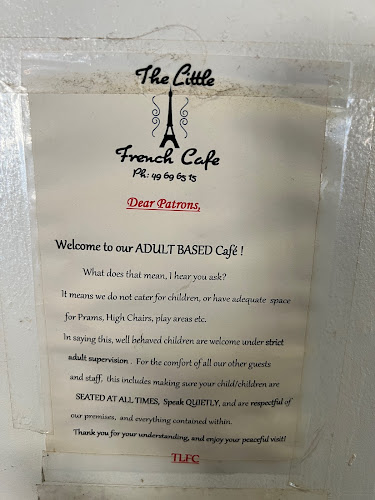 The Little
French Cafe
Ph: 49 69 65 15
Dear Patrons,
Welcome to our ADULT BASED Café !
What does that mean, I hear you ask?
It means we do not cater for children, or have adequate space
for Prams, High Chairs, play areas etc.
In saying this, well behaved children are welcome under strict
adult supervision . For the comfort of all our other guests
and staff, this includes making sure your child/children are
SEATED AT ALL TIMES, Speak QUIETLY, and are respectful of
our premises, and everything contained within.
Thank you for your understanding, and enjoy your peaceful visit!
TLFC